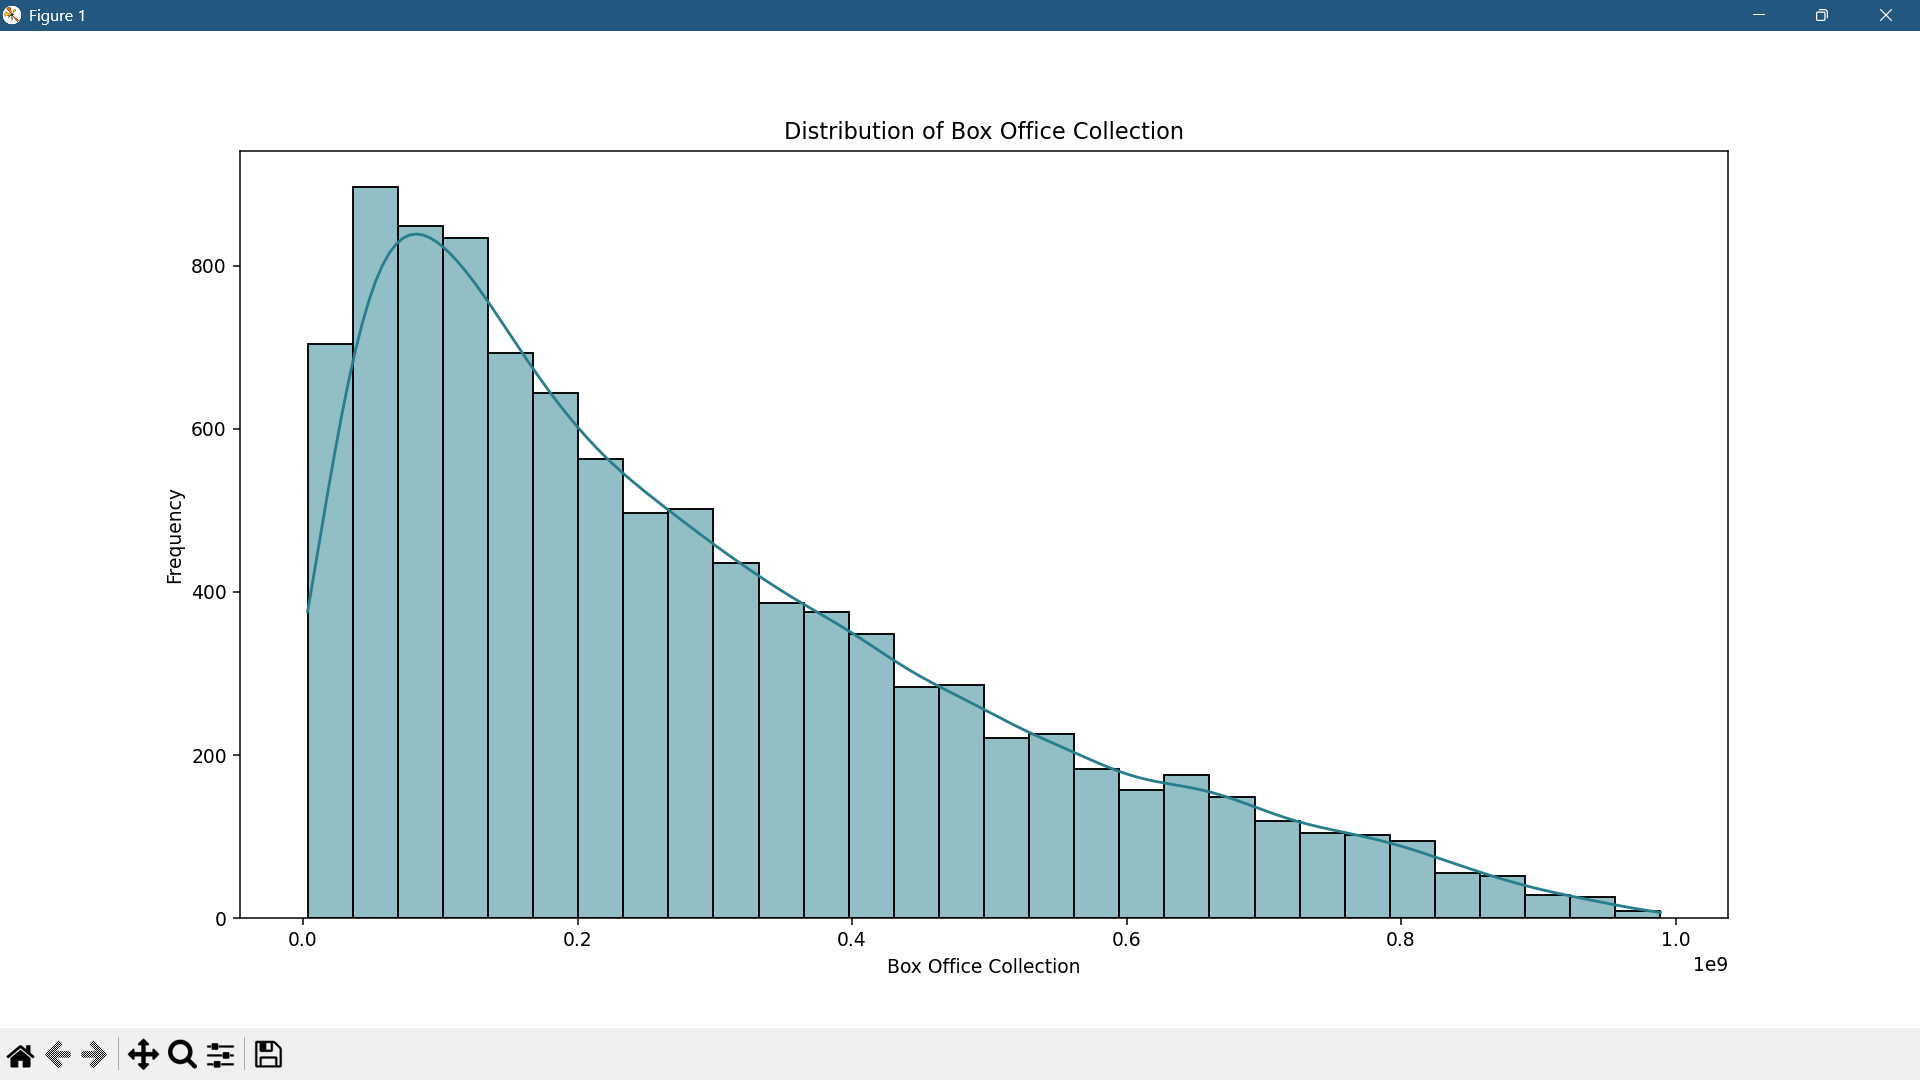 Figure 1
Distribution of Box Office Collection
800
600
400
200
0
Frequency
0.0 0.2 0.4 0.6 0.8 1.0
Box Office Collection
1e9